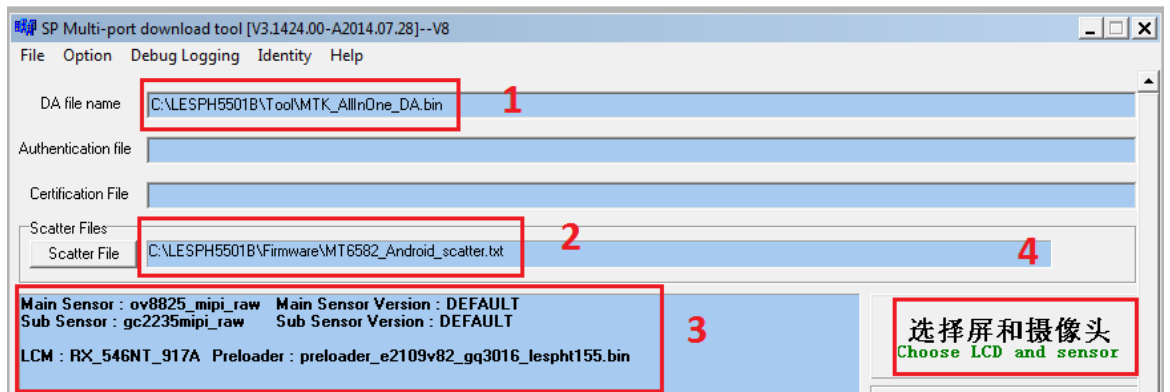 SP Multi-port download tool [V3.1424.00-A2014.07.28]--V8
File Option Debug Logging Identity Help
DA file name C:\LESPH5501B\Tool\MTK_AllInOne_DA.bin 1
Authentication file
Certification File
Scatter Files
Scatter File C:\LESPH5501B\Firmware\MT6582_Android_scatter.txt 2 4
Main Sensor : ov8825_mipi_raw Main Sensor Version : DEFAULT
Sub Sensor : gc2235mipi_raw Sub Sensor Version : DEFAULT
3
LCM : RX_546NT_917A Preloader : preloader_e2109v82_gq3016_lespht155.bin
选择屏和摄像头
Choose LCD and sensor